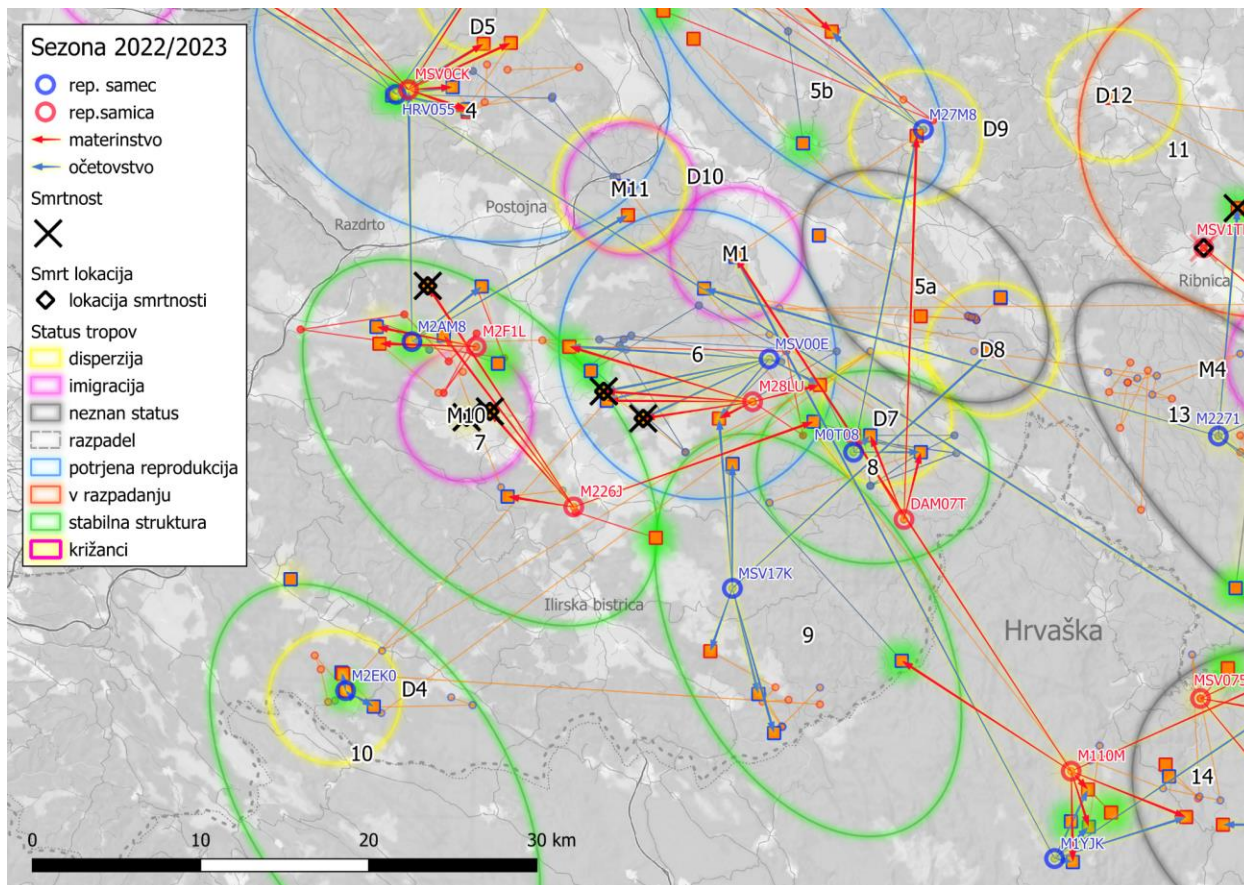 Sezona 2022/2023
rep. samec
rep.samica
materinstvo
očetovstvo
Smrtnost
Smrt lokacija
lokacija smrtnosti
Status tropov
disperzija
imigracija
neznan status
razpadel
potrjena reprodukcija
v razpadanju
stabilna struktura
križanci
D5
MSV0CK
HRV055
4
5b
M27M8
D9
D12
11
M11
D10
Postojna
Razdrto
M1
MSV1T
Ribnica
5a
M2AM8
M2F1L
6
MSV00E
D8
M4
M28LU
13
M2271
M10
7
D7
M0T08
8
M226J
DAM07T
MSV17K
Ilirska bistrica
9
Hrvaška
M2EK0
D4
10
MSV075
M110M
14
M1YJK
0 10 20 30 km